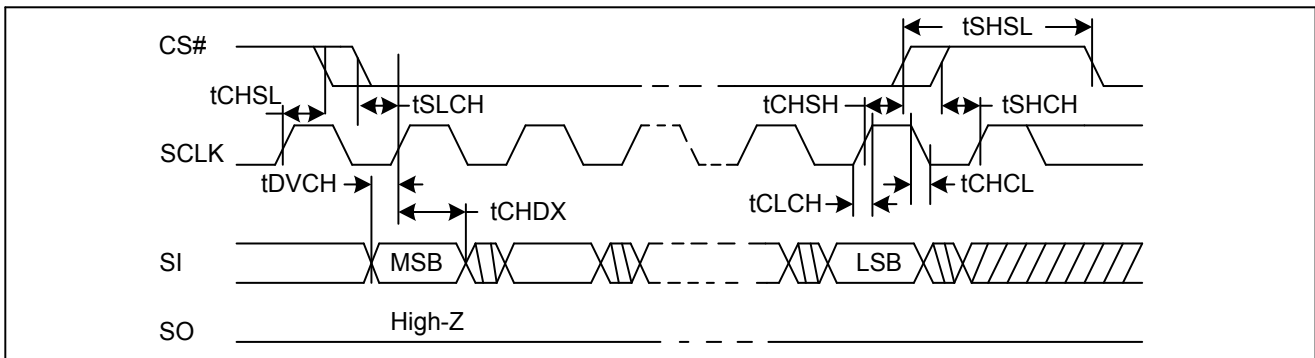 tSHSL
CS#
tCHSL
tSLCH
tCHSH
tSHCH
SCLK
tDVCH
tCHDX
tCLCH
tCHCL
SI
MSB
LSB
High-Z
SO